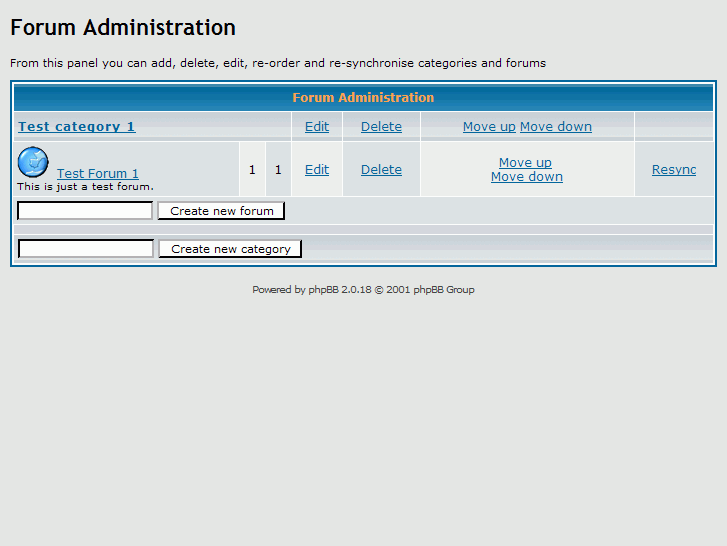 Forum Administration
From this panel you can add, delete, edit, re-order and re-synchronise categories and forums
Forum Administration
Test category 1 Edit Delete Move up Move down
Test Forum 1 1 1 Edit Delete Move up Resync
This is just a test forum. Move down
Create new forum
Create new category
Powered by phpBB 2.0.18 © 2001 phpBB Group